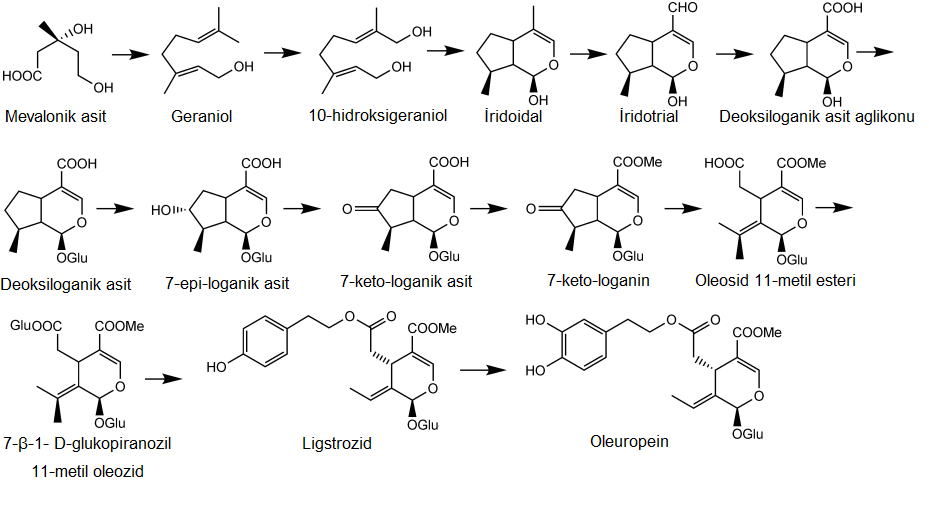 OH
HOOC
OH
Mevalonik asit
OH
Geraniol
OH
OH
10-hidroksigeraniol
O
OH
İridoidal
CHO
O
OH
İridotrial
COOH
O
OH
Deoksiloganik asit aglikonu
COOH
O
OGlu
Deoksiloganik asit
COOH
HO
O
OGlu
7-epi-loganik asit
COOH
O
O
OGlu
7-keto-loganik asit
COOMe
O
O
OGlu
7-keto-loganin
HOOC
COOMe
O
OGlu
Oleosid 11-metil esteri
GluOOC
COOMe
O
OGlu
7-β-1- D-glukopiranozil
11-metil oleozid
O
O
COOMe
HO
O
OGlu
Ligstrozid
HO
O
O
COOMe
HO
O
OGlu
Oleuropein